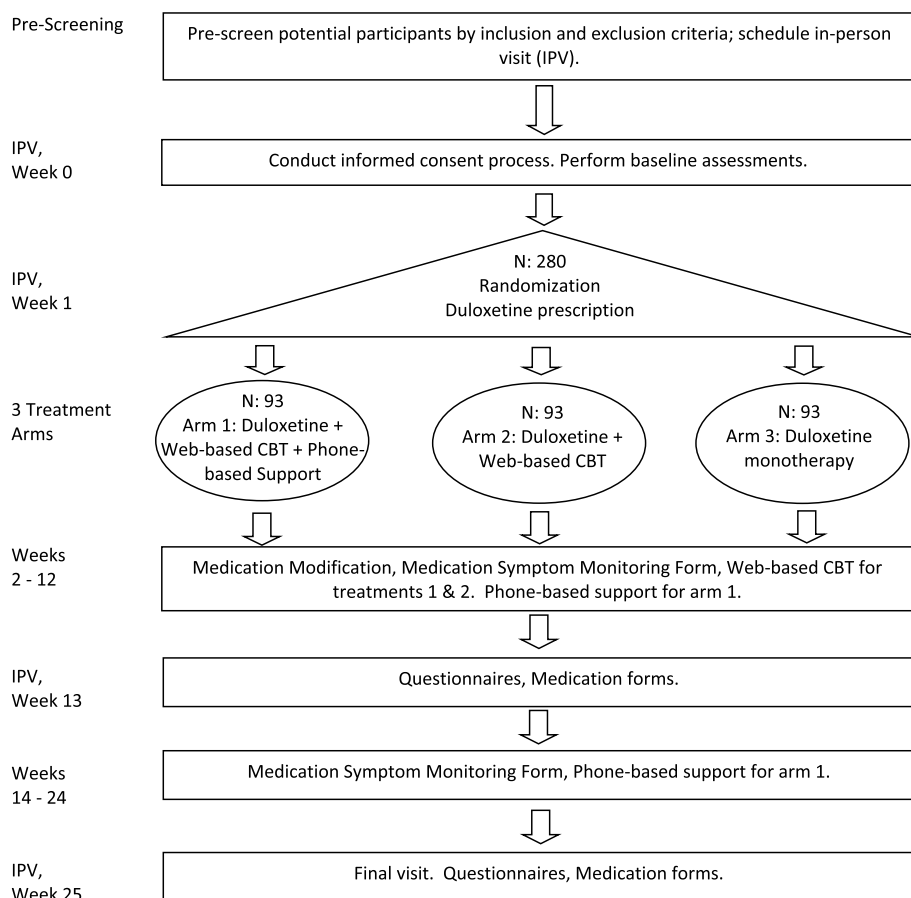 Pre-Screening
Pre-screen potential participants by inclusion and exclusion criteria; schedule in-person
visit (IPV).
IPV,
Week 0
Conduct informed consent process. Perform baseline assessments.
IPV,
Week 1
N: 280
Randomization
Duloxetine prescription
3 Treatment
Arms
N: 93
Arm 1: Duloxetine +
Web-based CBT + Phone-
based Support
N: 93
Arm 2: Duloxetine +
Web-based CBT
N: 93
Arm 3: Duloxetine
monotherapy
Weeks
2 - 12
Medication Modification, Medication Symptom Monitoring Form, Web-based CBT for
treatments 1 & 2.  Phone-based support for arm 1.
IPV,
Week 13
Questionnaires, Medication forms.
Weeks
14 - 24
Medication Symptom Monitoring Form, Phone-based support for arm 1.
IPV,
Week 25
Final visit.  Questionnaires, Medication forms.